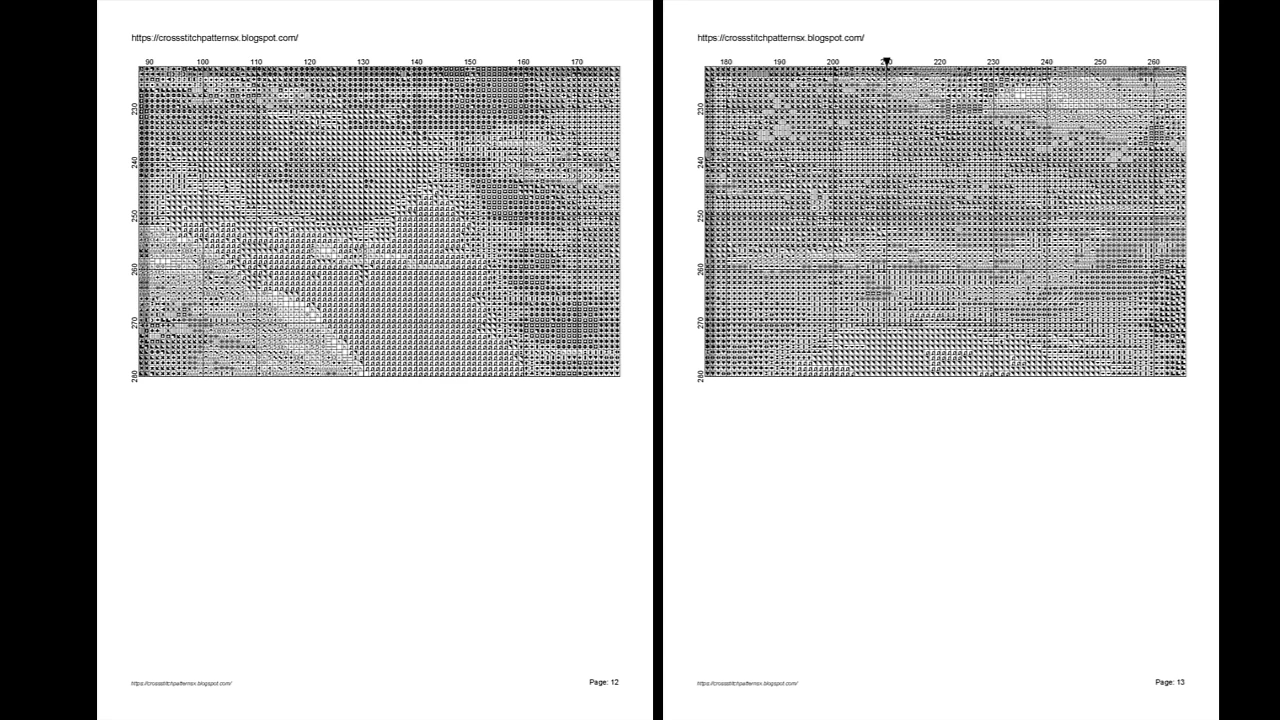 https://crossstitchpatternsx.blogspot.com/
90 100 110 120 130 140 150 160 170
230
240
250
260
270
280
https://crossstitchpatternsx.blogspot.com/
Page: 12
https://crossstitchpatternsx.blogspot.com/
180 190 200 210 220 230 240 250 260
230
240
250
260
270
280
https://crossstitchpatternsx.blogspot.com/
Page: 13